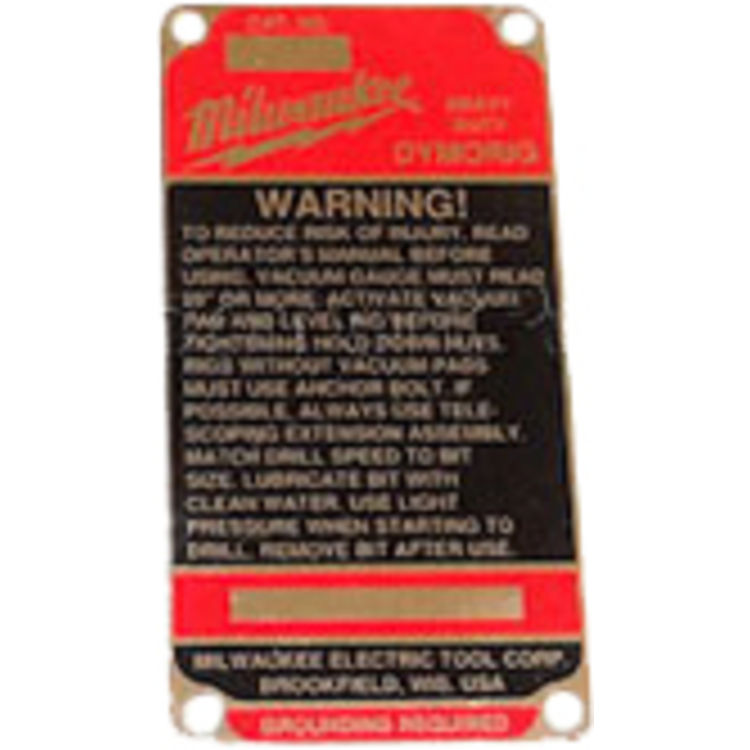 CAT. NO.
Milwaukee
HEAVY
DUTY
DYMORIG
WARNING!
TO REDUCE RISK OF INJURY, READ
OPERATOR'S MANUAL BEFORE
USING. VACUUM GAUGE MUST READ
20" OR MORE. ACTIVATE VACUUM
PAD AND LEVEL RIG BEFORE
TIGHTENING HOLD DOWN NUTS.
RIGS WITHOUT VACUUM PADS
MUST USE ANCHOR BOLT. IF
POSSIBLE, ALWAYS USE TELE-
SCOPING EXTENSION ASSEMBLY.
MATCH DRILL SPEED TO BIT
SIZE. LUBRICATE BIT WITH
CLEAN WATER. USE LIGHT
PRESSURE WHEN STARTING TO
DRILL. REMOVE BIT AFTER USE.
MILWAUKEE ELECTRIC TOOL CORP.
BROOKFIELD, WIS. USA
GROUNDING REQUIRED